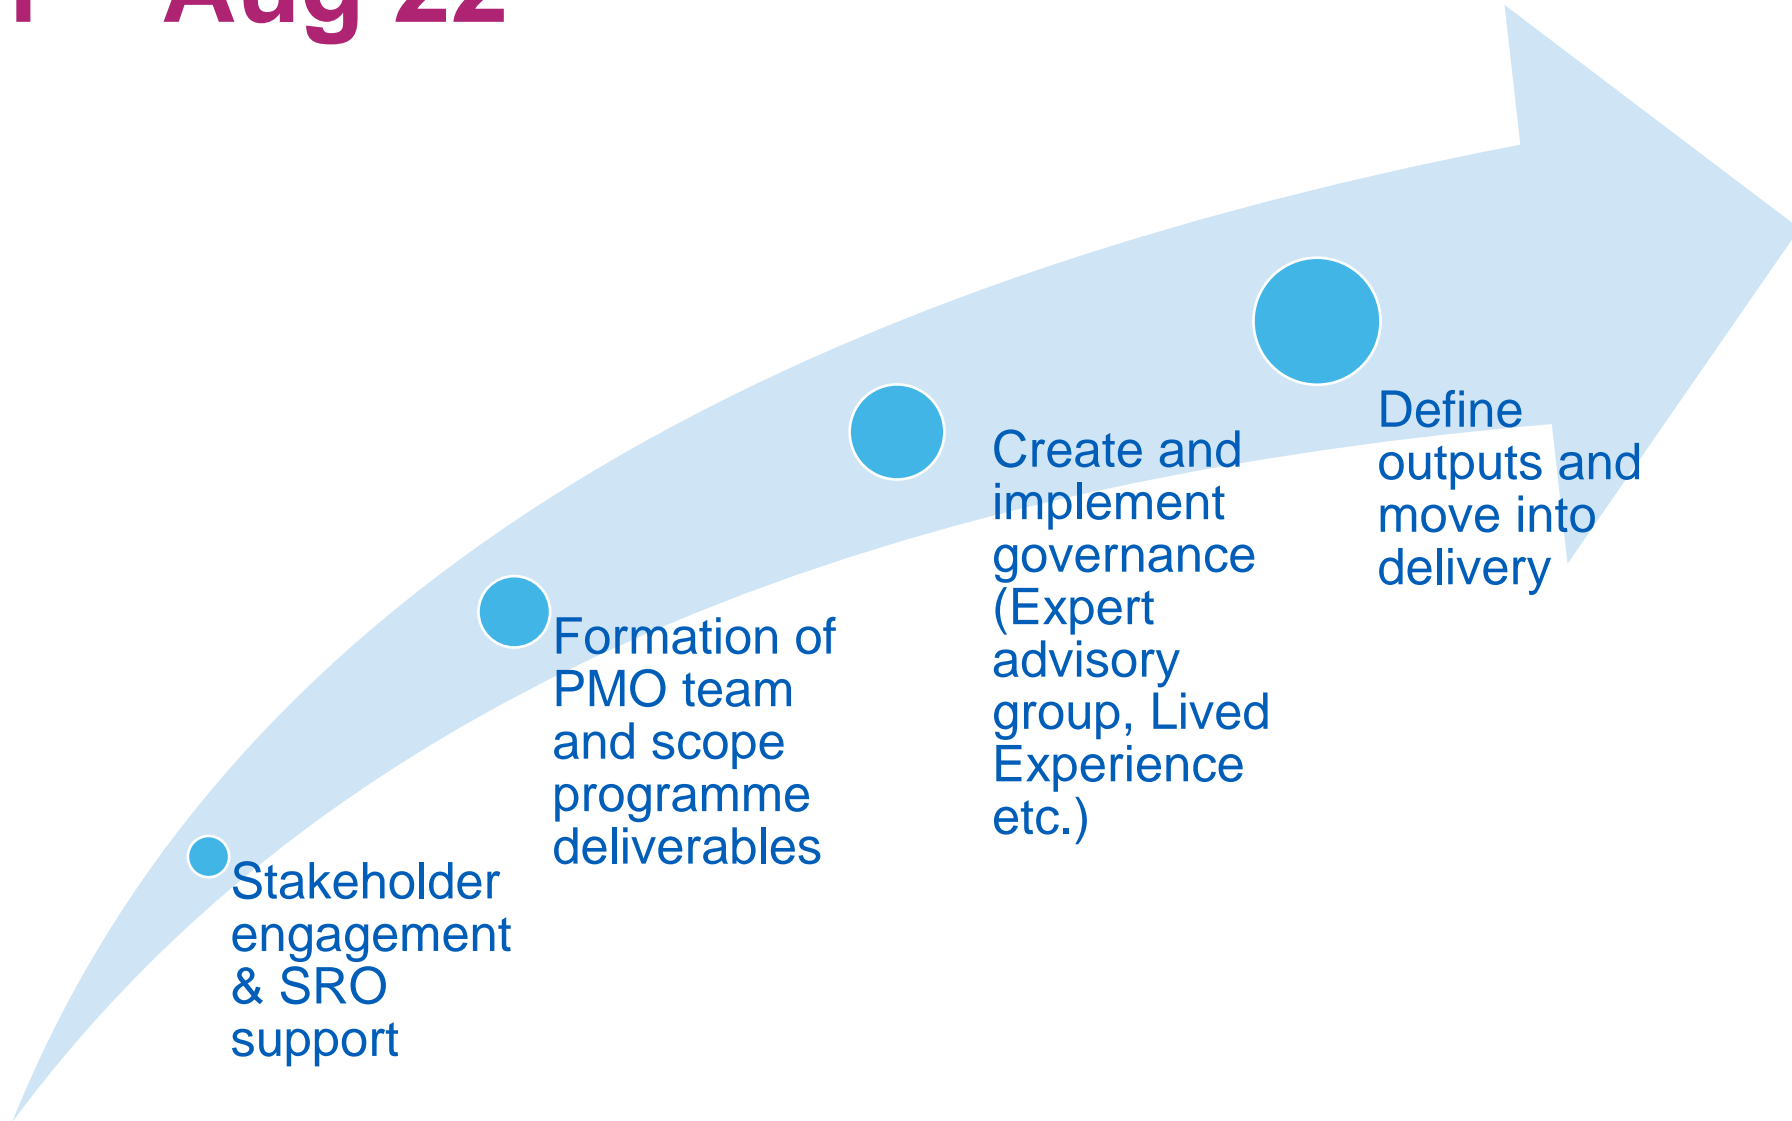 Aug 22
Stakeholder
engagement
& SRO
support
Formation of
PMO team
and scope
programme
deliverables
Create and
implement
governance
(Expert
advisory
group, Lived
Experience
etc.)
Define
outputs and
move into
delivery